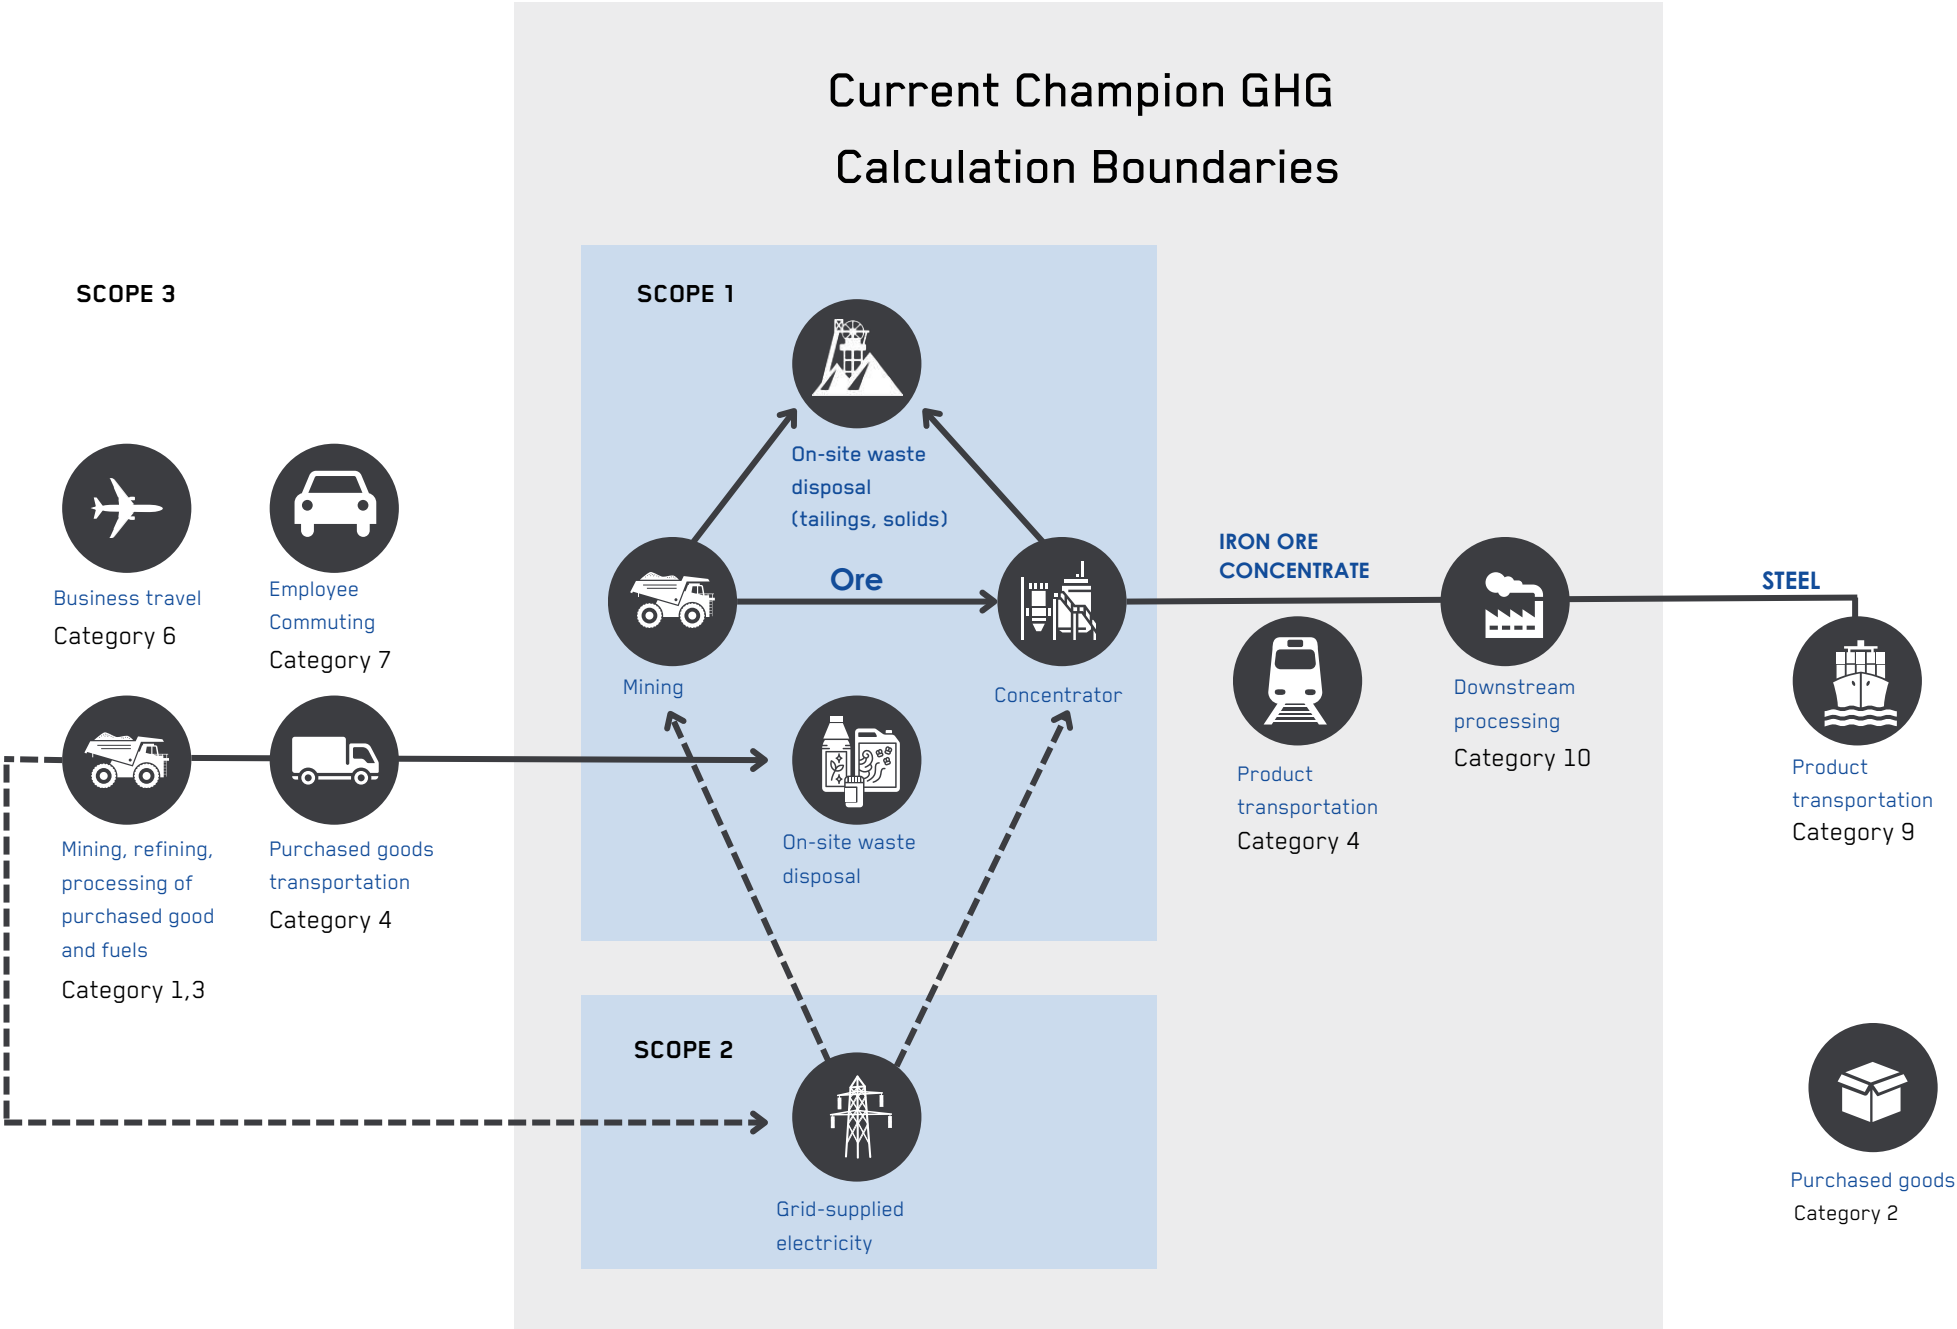 Current Champion GHG
Calculation Boundaries
SCOPE 3
SCOPE 1
On-site waste
disposal
(tailings, solids)
Business travel
Category 6
Employee
Commuting
Category 7
Ore
Mining
Concentrator
IRON ORE
CONCENTRATE
Product
transportation
Category 4
Downstream
processing
Category 10
STEEL
Product
transportation
Category 9
Mining, refining,
processing of
purchased good
and fuels
Category 1,3
Purchased goods
transportation
Category 4
On-site waste
disposal
SCOPE 2
Grid-supplied
electricity
Purchased goods
Category 2